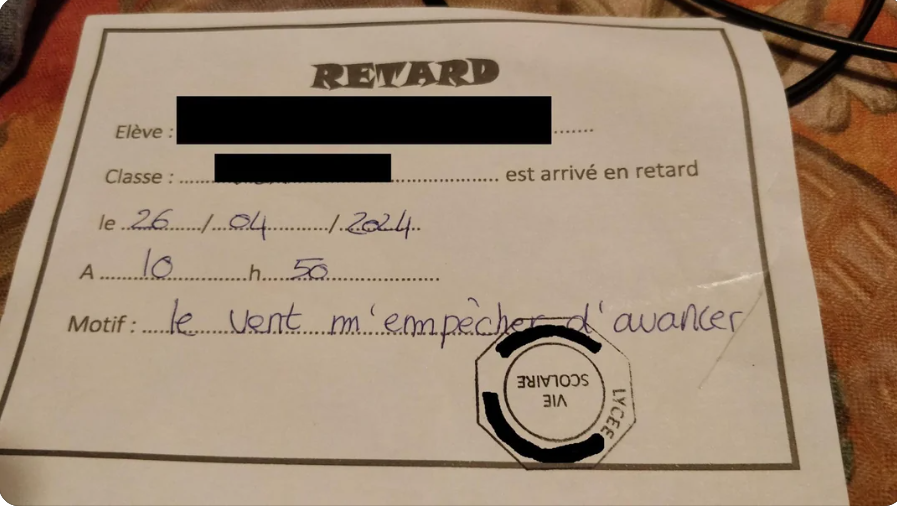 RETARD
Elève : ..........
Classe : ..... .................... est arrivé en retard
le ..26....../...04........../..2024..
A ........10............h....50........................
Motif : ....le vent m'empêcher d'avancer
VIE
SCOLAIRE
LYCÉE